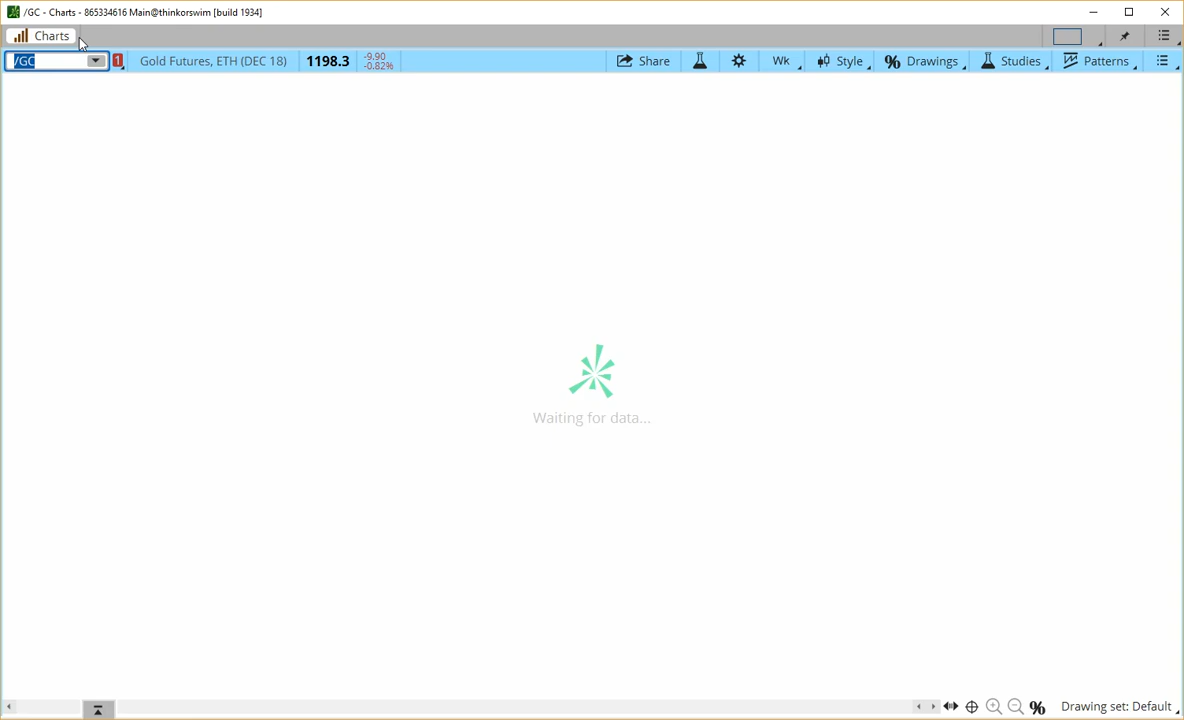 /GC - Charts - 865334616 Main@thinkorswim [build 1934]
Charts
/GC 1 Gold Futures, ETH (DEC 18) 1198.3 -9.90 Share Wk Style Drawings Studies Patterns
-0.82%
Waiting for data...
Drawing set: Default